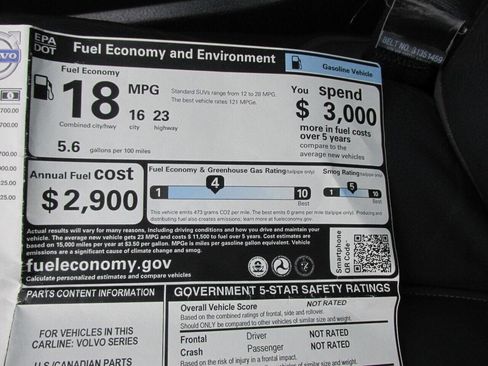 BELT NO. 31351459
VOLVO
EPA
DOT
Fuel Economy and Environment
Gasoline Vehicle
Fuel Economy
18 MPG
16 23
Combined city/hwy city highway
5.6 gallons per 100 miles
Standard SUVs range from 12 to 28 MPG.
The best vehicle rates 121 MPGe.
You spend
$ 3,000
more in fuel costs
over 5 years
compared to the
average new vehicles
Annual Fuel cost
$2,900
Fuel Economy & Greenhouse Gas Rating (tailpipe only)
1 4 10
Best
Smog Rating (tailpipe only)
1 5 10
Best
This vehicle emits 473 grams CO2 per mile. The best emits 0 grams per mile (tailpipe only). Producing and
distributing fuel also creates emissions; learn more at fueleconomy.gov.
Actual results will vary for many reasons, including driving conditions and how you drive and maintain your
vehicle. The average new vehicle gets 23 MPG and costs $ 11,500 to fuel over 5 years. Cost estimates are
based on 15,000 miles per year at $3.50 per gallon. MPGe is miles per gasoline gallon equivalent. Vehicle
emissions are a significant cause of climate change and smog.
fueleconomy.gov
Calculate personalized estimates and compare vehicles
Smartphone
QR Code
PARTS CONTENT INFORMATION
FOR VEHICLES IN THIS
CARLINE: VOLVO SERIES
U.S./CANADIAN PARTS
GOVERNMENT 5-STAR SAFETY RATINGS
Overall Vehicle Score NOT RATED
Based on the combined ratings of frontal, side and rollover.
Should ONLY be compared to other vehicles of similar size and weight.
Frontal Driver NOT RATED
Crash Passenger NOT RATED
Based on the risk of injury in a frontal impact.